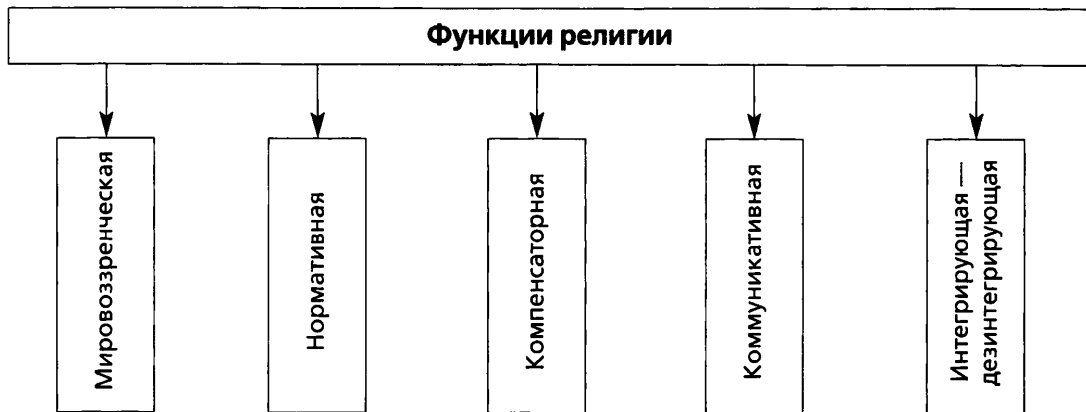 Функции религии
Мировоззренческая
Нормативная
Компенсаторная
Коммуникативная
Интегрирующая —
дезинтегрирующая